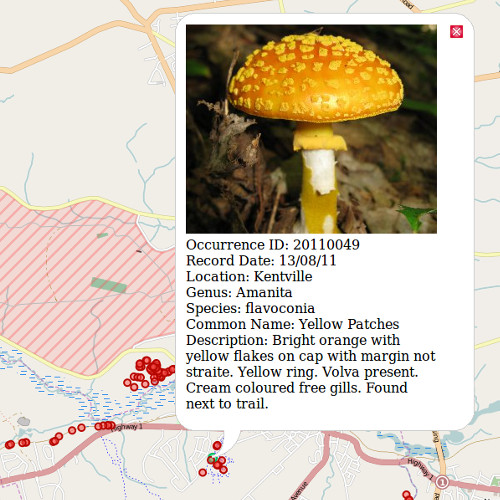 Occurrence ID: 20110049
Record Date: 13/08/11
Location: Kentville
Genus: Amanita
Species: flavoconia
Common Name: Yellow Patches
Description: Bright orange with
yellow flakes on cap with margin not
straite. Yellow ring. Volva present.
Cream coloured free gills. Found
next to trail.
Highway 1
Highway 1
1